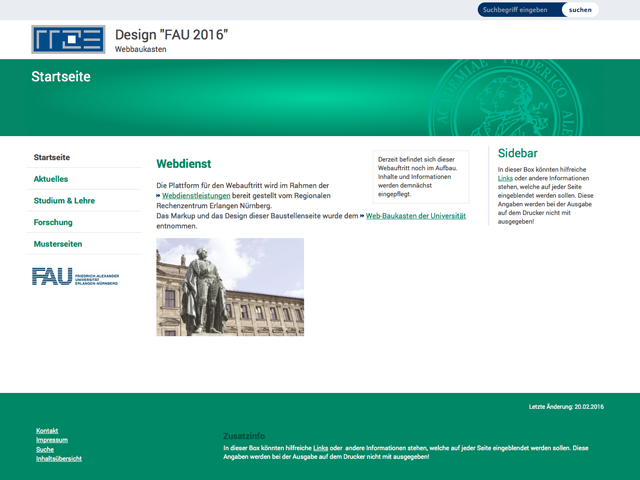 Suchbegriff eingeben
suchen
Design "FAU 2016"
Webbaukasten
Startseite
ACADEMIAE FRIDERICO ALE
Startseite
Aktuelles
Studium & Lehre
Forschung
Musterseiten
FAU FRIEDRICH-ALEXANDER
UNIVERSITÄT
ERLANGEN-NÜRNBERG
Webdienst
Derzeit befindet sich dieser
Webauftritt noch im Aufbau.
Inhalte und Informationen
werden demnächst
eingepflegt.
Die Plattform für den Webauftritt wird im Rahmen der
Webdienstleistungen bereit gestellt vom Regionalen
Rechenzentrum Erlangen Nürnberg.
Das Markup und das Design dieser Baustellenseite wurde dem Web-Baukasten der Universität
entnommen.
Sidebar
In dieser Box könnten hilfreiche
Links oder andere Informationen
stehen, welche auf jeder Seite
eingeblendet werden sollen. Diese
Angaben werden bei der Ausgabe
auf dem Drucker nicht mit
ausgegeben!
Letzte Änderung: 20.02.2016
Kontakt
Impressum
Suche
Inhaltsübersicht
Zusatzinfo
In dieser Box könnten hilfreiche Links oder andere Informationen stehen, welche auf jeder Seite eingeblendet werden sollen. Diese
Angaben werden bei der Ausgabe auf dem Drucker nicht mit ausgegeben!